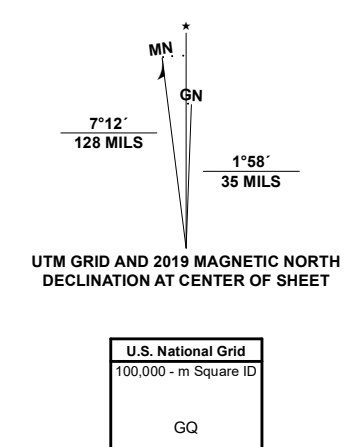 ★
MN
GN
7°12´
128 MILS
1°58´
35 MILS
UTM GRID AND 2019 MAGNETIC NORTH
DECLINATION AT CENTER OF SHEET
U.S. National Grid
100,000 - m Square ID
GQ